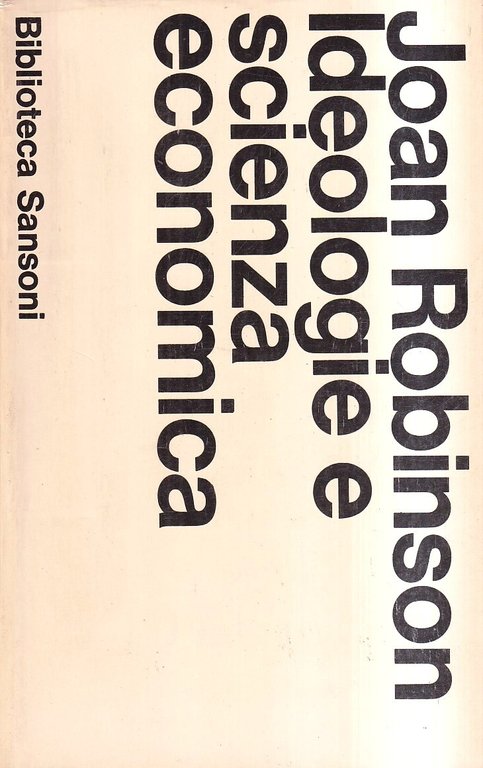 Joan Robinson
Ideologie e
scienza
economica
Biblioteca Sansoni